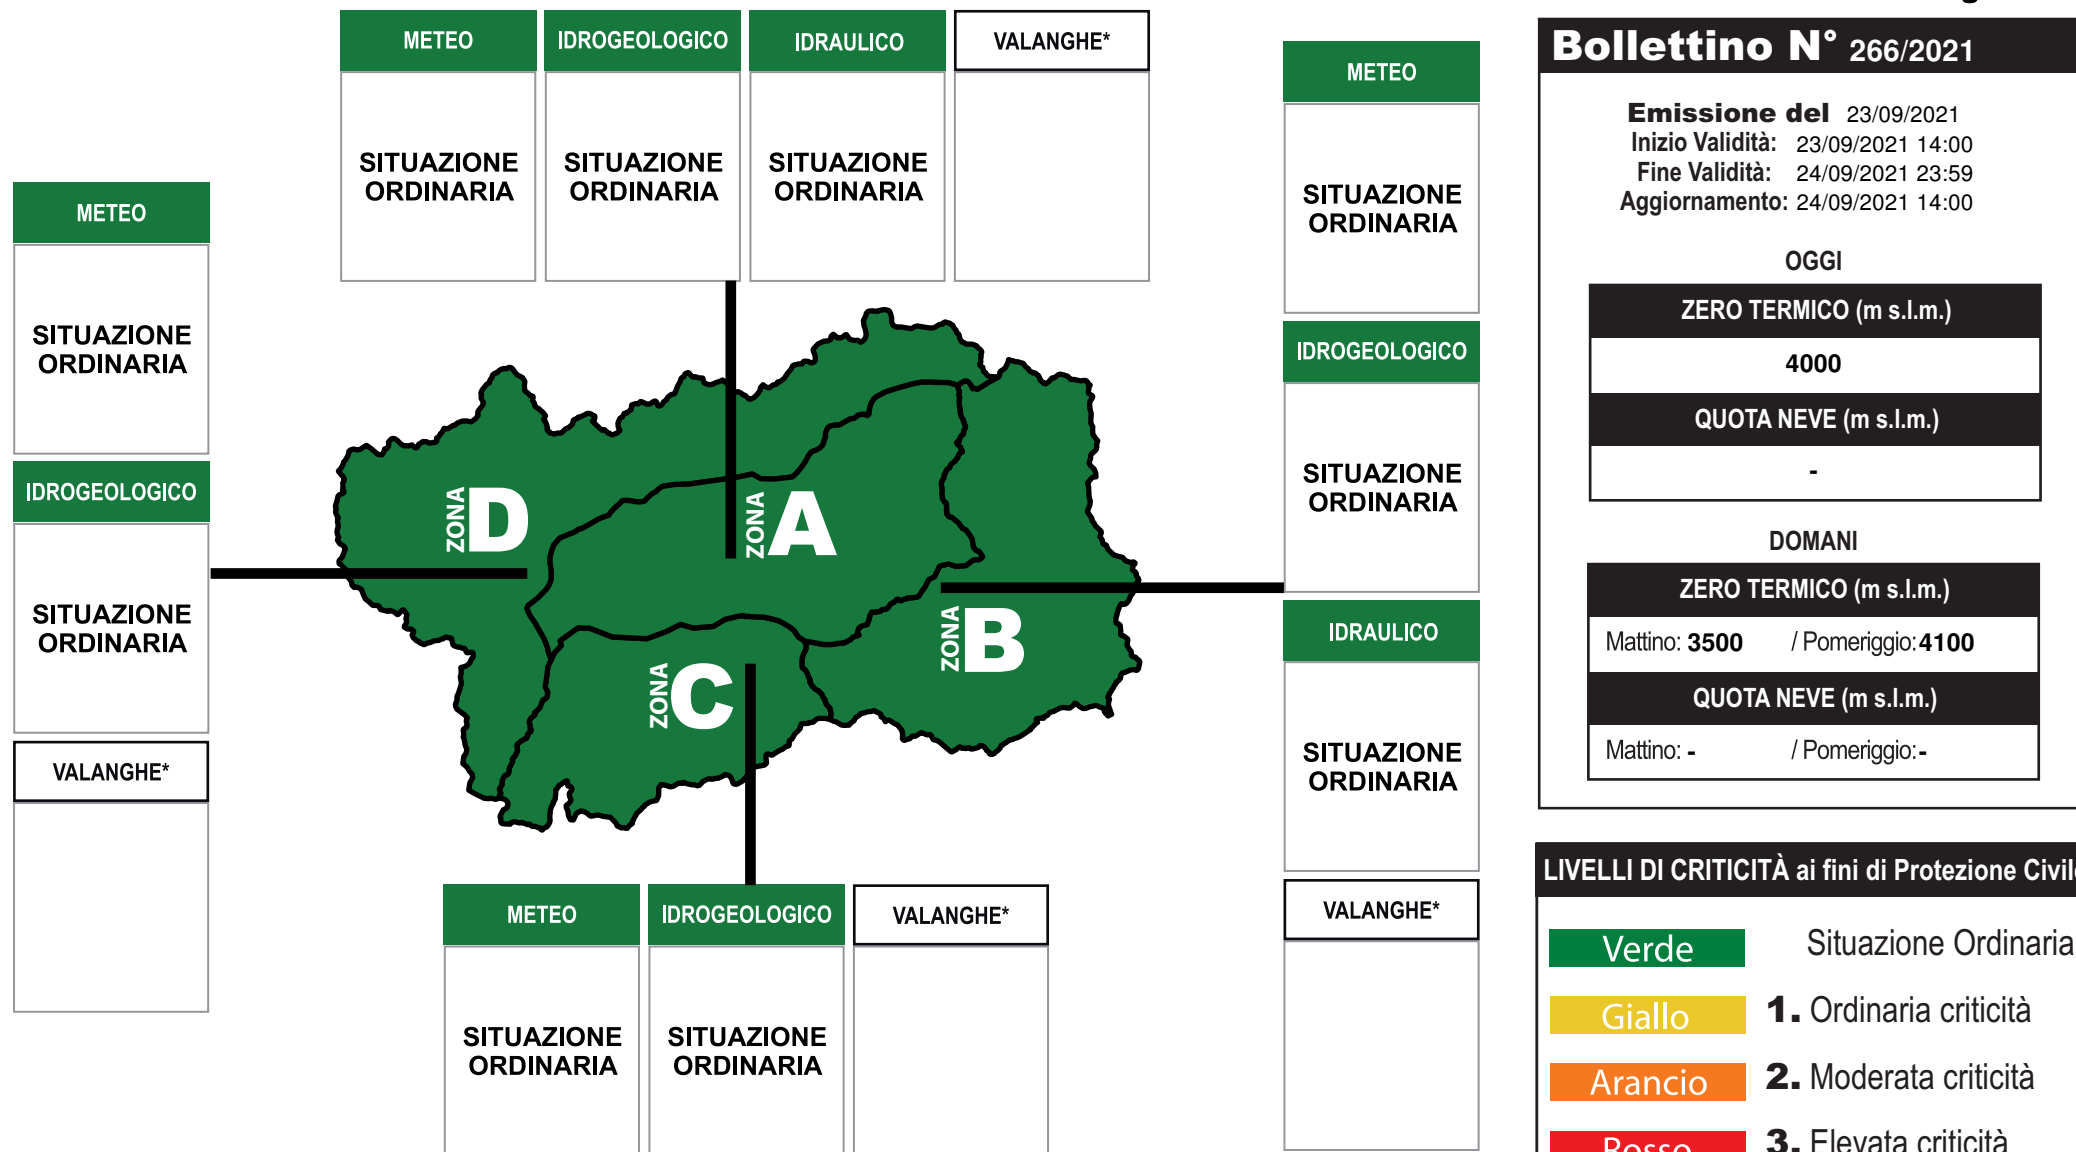 METEO
IDROGEOLOGICO
IDRAULICO
VALANGHE*
SITUAZIONE
ORDINARIA
SITUAZIONE
ORDINARIA
SITUAZIONE
ORDINARIA
METEO
SITUAZIONE
ORDINARIA
IDROGEOLOGICO
SITUAZIONE
ORDINARIA
VALANGHE*
ZONA D
ZONA A
ZONA B
ZONA C
METEO
SITUAZIONE
ORDINARIA
IDROGEOLOGICO
SITUAZIONE
ORDINARIA
IDRAULICO
SITUAZIONE
ORDINARIA
VALANGHE*
METEO
IDROGEOLOGICO
VALANGHE*
SITUAZIONE
ORDINARIA
SITUAZIONE
ORDINARIA
Bollettino N° 266/2021
Emissione del 23/09/2021
Inizio Validità: 23/09/2021 14:00
Fine Validità: 24/09/2021 23:59
Aggiornamento: 24/09/2021 14:00
OGGI
ZERO TERMICO (m s.l.m.)
4000
QUOTA NEVE (m s.l.m.)
-
DOMANI
ZERO TERMICO (m s.l.m.)
Mattino: 3500 / Pomeriggio: 4100
QUOTA NEVE (m s.l.m.)
Mattino: - / Pomeriggio: -
LIVELLI DI CRITICITÀ ai fini di Protezione Civile
Verde Situazione Ordinaria
Giallo 1. Ordinaria criticità
Arancio 2. Moderata criticità
Rosso 3. Elevata criticità